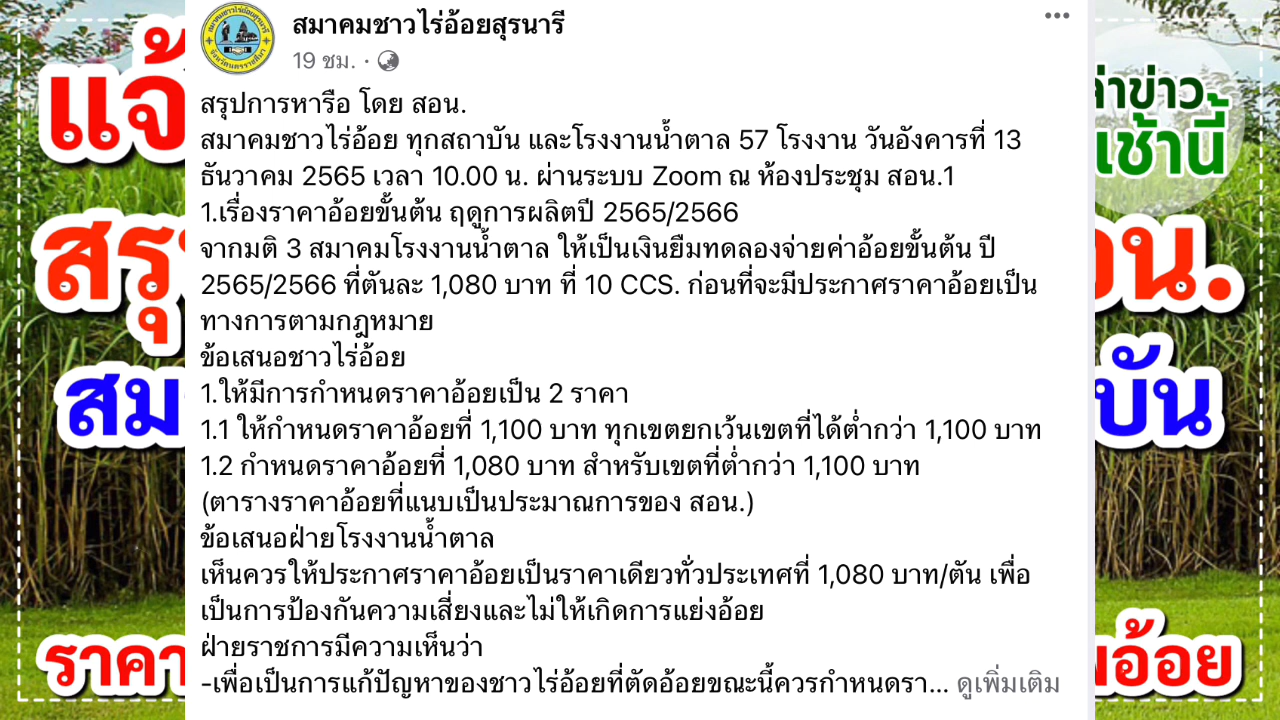 สมาคมชาวไร่อ้อยสุรนารี
19 ชม. ·
สรุปการหารือ โดย สอน.
สมาคมชาวไร่อ้อย ทุกสถาบัน และโรงงานน้ำตาล 57 โรงงาน วันอังคารที่ 13
ธันวาคม 2565 เวลา 10.00 น. ผ่านระบบ Zoom ณ ห้องประชุม สอน.1
1.เรื่องราคาอ้อยขั้นต้น ฤดูการผลิตปี 2565/2566
จากมติ 3 สมาคมโรงงานน้ำตาล ให้เป็นเงินยืมทดลองจ่ายค่าอ้อยขั้นต้น ปี
2565/2566 ที่ตันละ 1,080 บาท ที่ 10 CCS. ก่อนที่จะมีประกาศราคาอ้อยเป็น
ทางการตามกฎหมาย
ข้อเสนอชาวไร่อ้อย
1.ให้มีการกำหนดราคาอ้อยเป็น 2 ราคา
1.1 ให้กำหนดราคาอ้อยที่ 1,100 บาท ทุกเขตยกเว้นเขตที่ได้ต่ำกว่า 1,100 บาท
1.2 กำหนดราคาอ้อยที่ 1,080 บาท สำหรับเขตที่ต่ำกว่า 1,100 บาท
(ตารางราคาอ้อยที่แนบเป็นประมาณการของ สอน.)
ข้อเสนอฝ่ายโรงงานน้ำตาล
เห็นควรให้ประกาศราคาอ้อยเป็นราคาเดียวทั่วประเทศที่ 1,080 บาท/ตัน เพื่อ
เป็นการป้องกันความเสี่ยงและไม่ให้เกิดการแย่งอ้อย
ฝ่ายราชการมีความเห็นว่า
-เพื่อเป็นการแก้ปัญหาของชาวไร่อ้อยที่ตัดอ้อยขณะนี้ควรกำหนดรา... ดูเพิ่มเติม
แจ้
สรุ
สม
ราคา
ล่าข่าว
เช้านี้
อน.
บัน
อ้อย